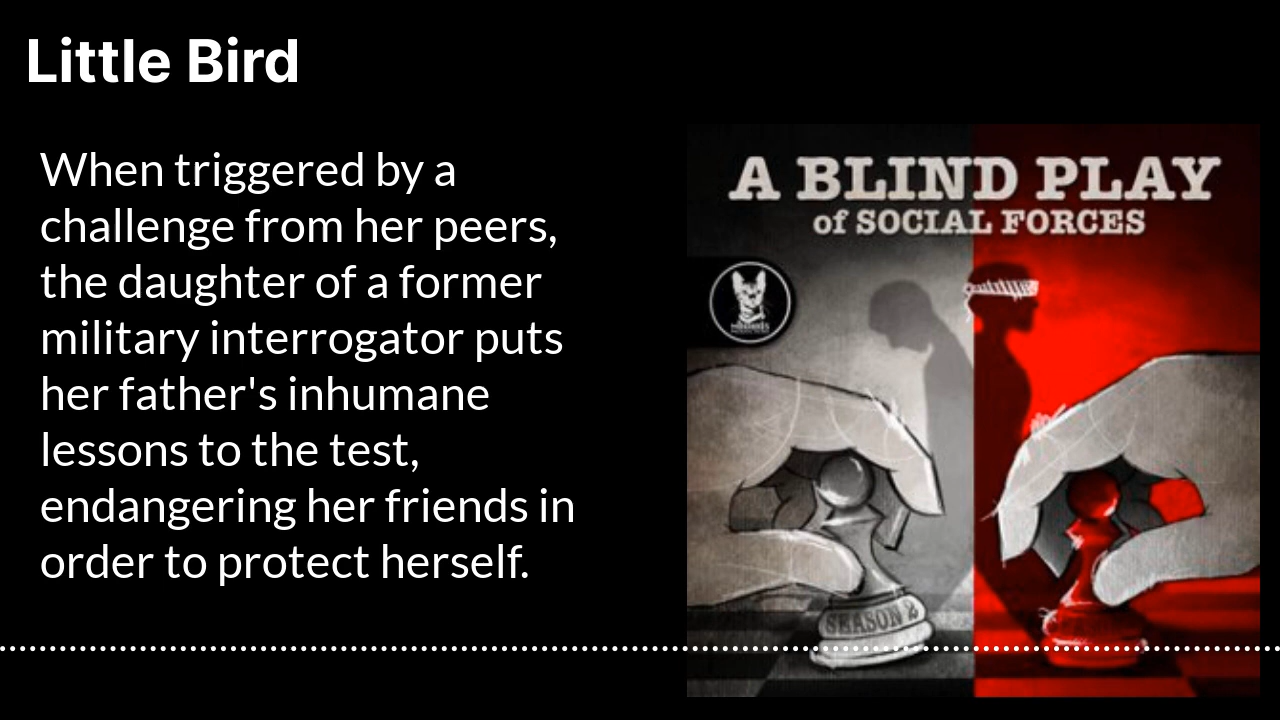 Little Bird
When triggered by a
challenge from her peers,
the daughter of a former
military interrogator puts
her father's inhumane
lessons to the test,
endangering her friends in
order to protect herself.
A BLIND PLAY
of SOCIAL FORCES
SEASON 2